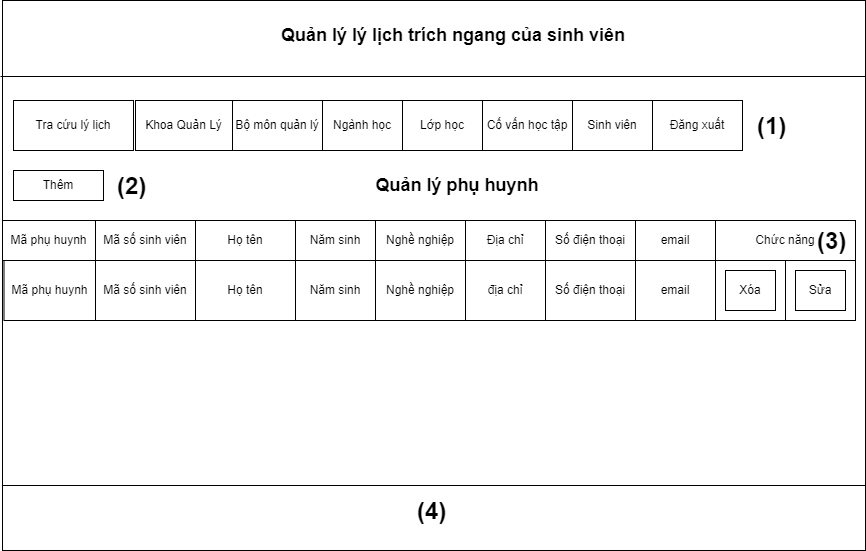 Quản lý lý lịch trích ngang của sinh viên
Tra cứu lý lịch Khoa Quản Lý Bộ môn quản lý Ngành học Lớp học Cố vấn học tập Sinh viên Đăng xuất (1)
Thêm (2) Quản lý phụ huynh
Mã phụ huynh Mã số sinh viên Họ tên Năm sinh Nghề nghiệp Địa chỉ Số điện thoại email Chức năng (3)
Mã phụ huynh Mã số sinh viên Họ tên Năm sinh Nghề nghiệp địa chỉ Số điện thoại email Xóa Sửa
(4)